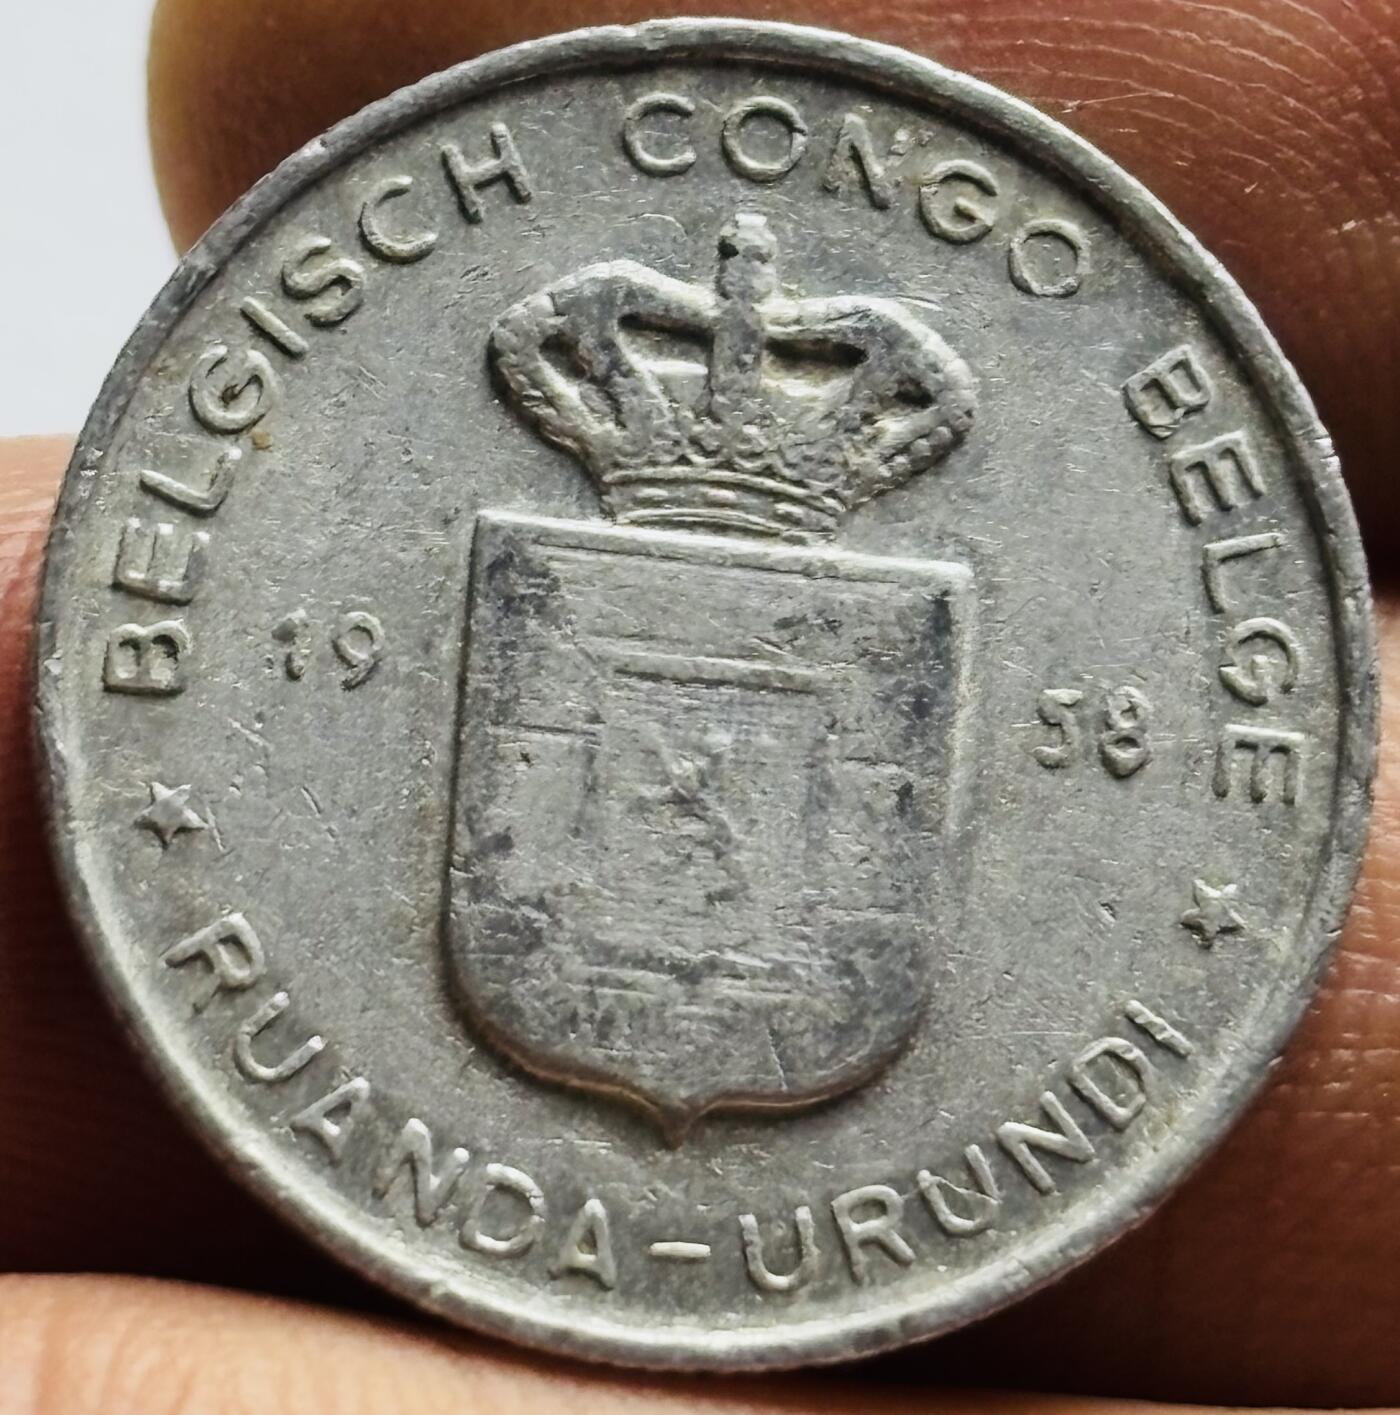 BELGISCH CONGO BELGE
19 58
RUANDA-URUNDI